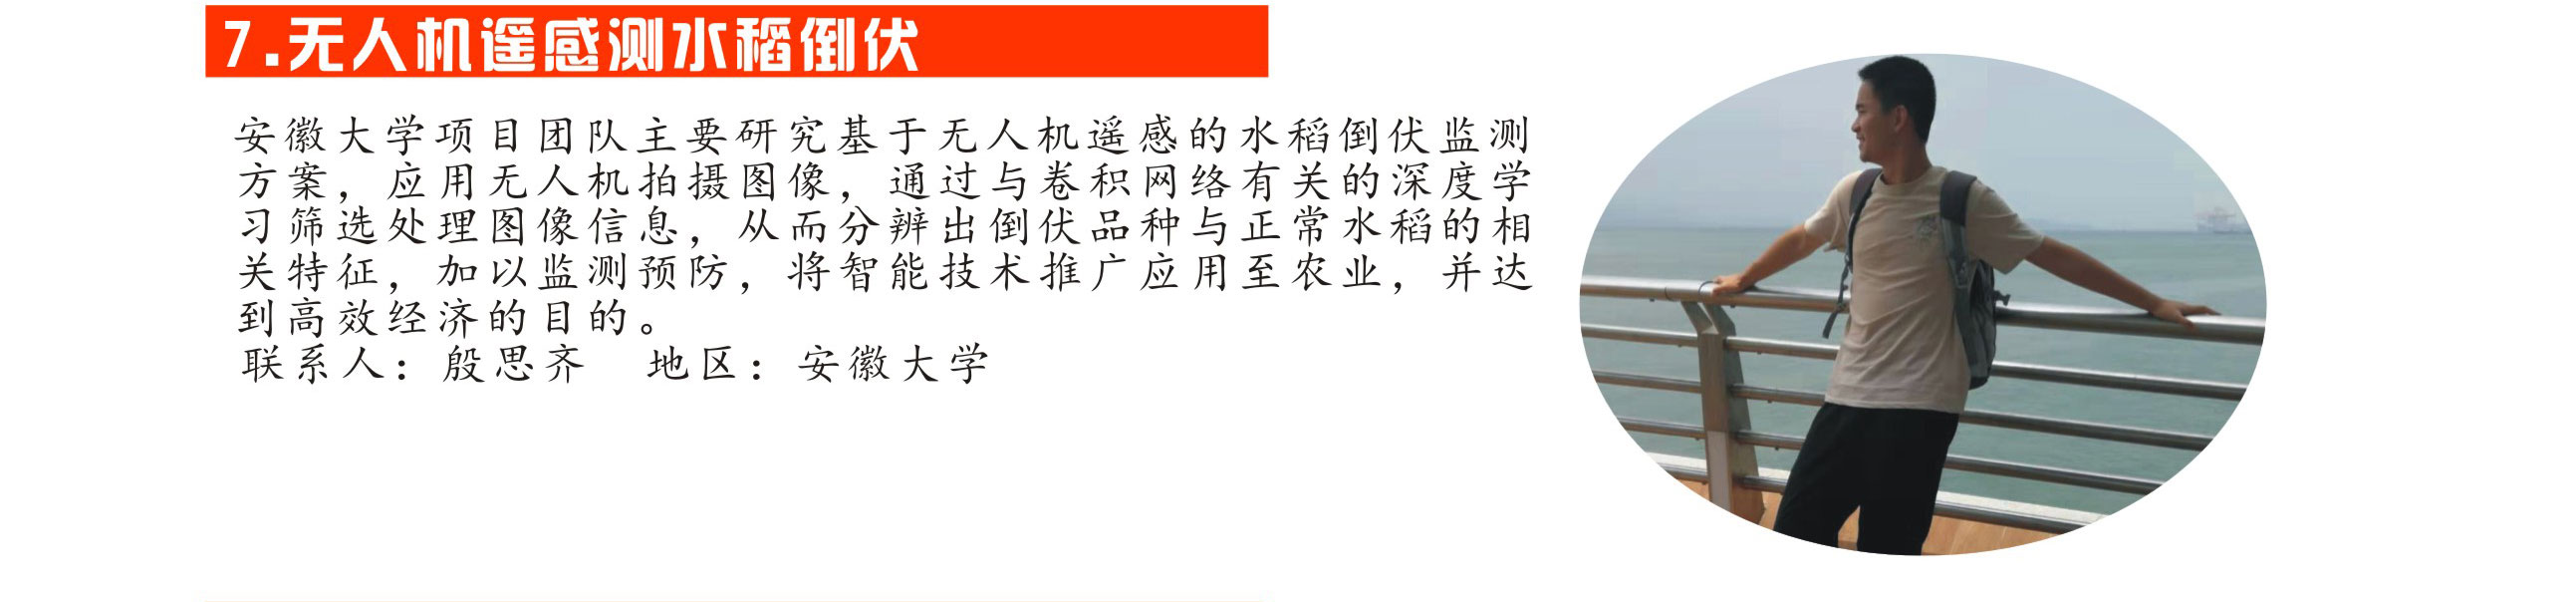 7.无人机遥感测水稻倒伏
安徽大学项目团队主要研究基于无人机遥感的水稻倒伏监测
方案，应用无人机拍摄图像，通过与卷积网络有关的深度学
习筛选处理图像信息，从而分辨出倒伏品种与正常水稻的相
关特征，加以监测预防，将智能技术推广应用至农业，并达
到高效经济的目的。
联系人：殷思齐 地区：安徽大学